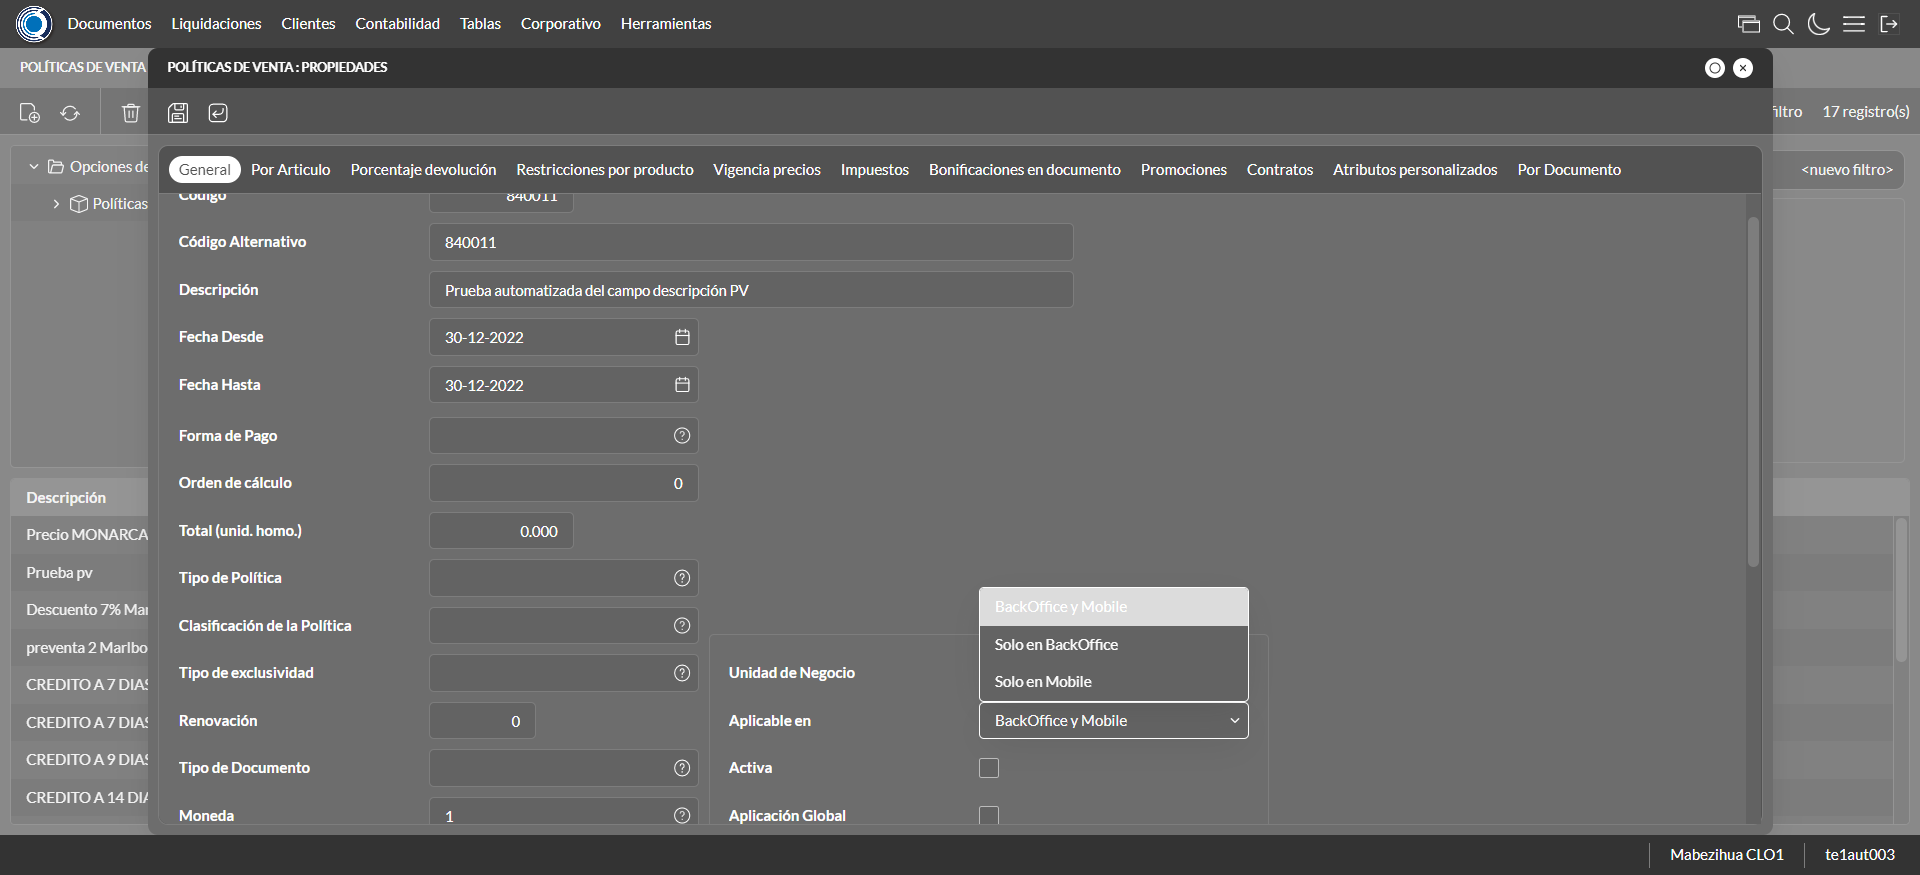 Documentos Liquidaciones Clientes Contabilidad Tablas Corporativo Herramientas
POLÍTICAS DE VENTA
POLÍTICAS DE VENTA : PROPIEDADES
17 registro(s)
Opciones de
Políticas
<nuevo filtro>
General Por Articulo Porcentaje devolución Restricciones por producto Vigencia precios Impuestos Bonificaciones en documento Promociones Contratos Atributos personalizados Por Documento
Código 840011
Código Alternativo 840011
Descripción Prueba automatizada del campo descripción PV
Fecha Desde 30-12-2022
Fecha Hasta 30-12-2022
Forma de Pago
Orden de cálculo 0
Total (unid. homo.) 0.000
Tipo de Política
Clasificación de la Política
Tipo de exclusividad
Renovación 0
Tipo de Documento
Moneda 1
BackOffice y Mobile
Solo en BackOffice
Solo en Mobile
Unidad de Negocio
Aplicable en BackOffice y Mobile
Activa
Aplicación Global
Descripción
Precio MONARCA
Prueba pv
Descuento 7% Mar
preventa 2 Marlbo
CREDITO A 7 DIAS
CREDITO A 7 DIAS
CREDITO A 9 DIAS
CREDITO A 14 DIA
Mabezihua CLO1 te1aut003